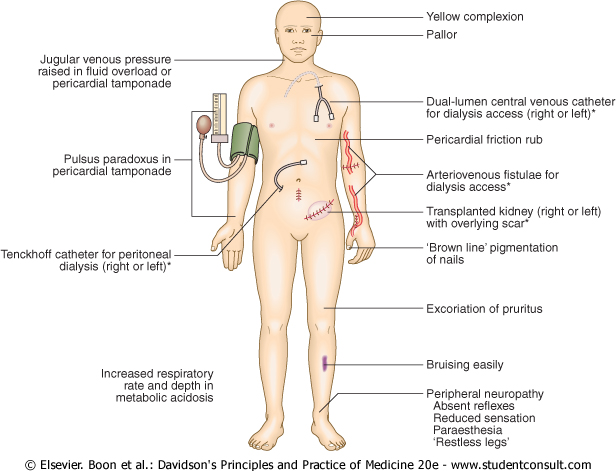 Yellow complexion
Pallor
Jugular venous pressure
raised in fluid overload or
pericardial tamponade
Dual-lumen central venous catheter
for dialysis access (right or left)*
Pericardial friction rub
Pulsus paradoxus in
pericardial tamponade
Arteriovenous fistulae for
dialysis access*
Transplanted kidney (right or left)
with overlying scar*
Tenckhoff catheter for peritoneal
dialysis (right or left)*
‘Brown line’ pigmentation
of nails
Excoriation of pruritus
Increased respiratory
rate and depth in
metabolic acidosis
Bruising easily
Peripheral neuropathy
Absent reflexes
Reduced sensation
Paraesthesia
‘Restless legs’
© Elsevier. Boon et al.: Davidson's Principles and Practice of Medicine 20e - www.studentconsult.com